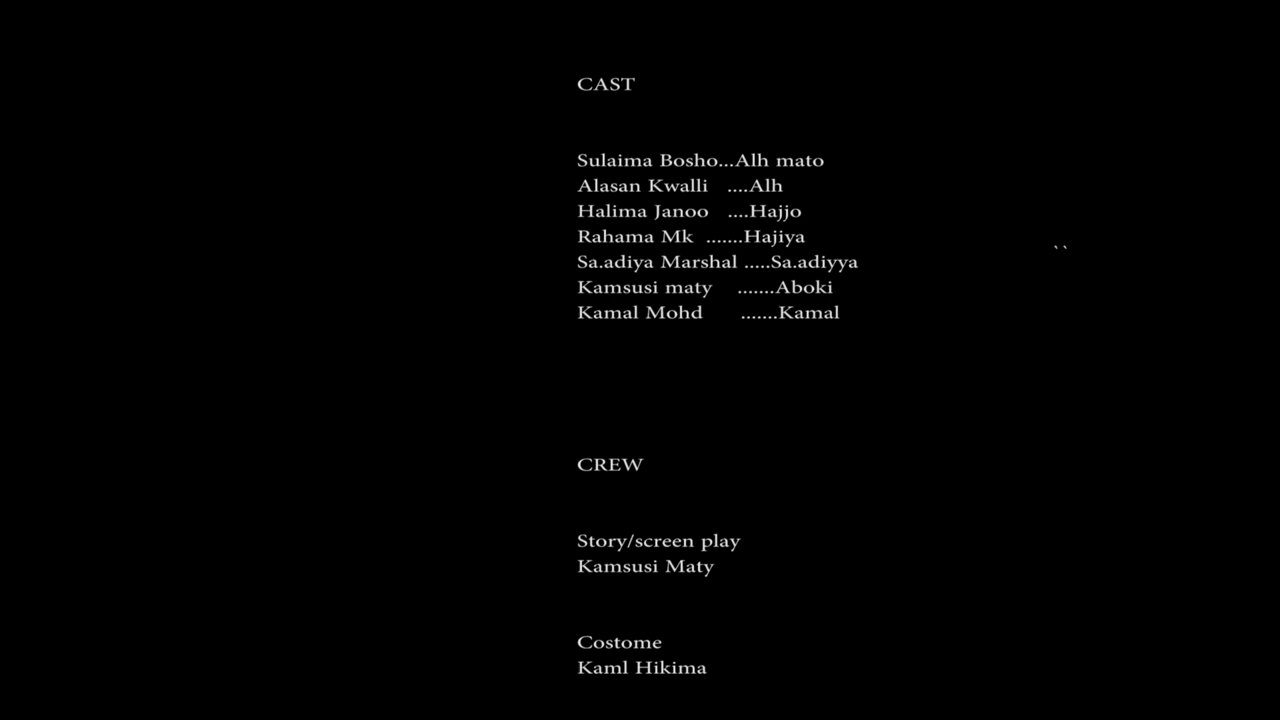 CAST
Sulaima Bosho...Alh mato
Alasan Kwalli ....Alh
Halima Janoo ....Hajjo
Rahama Mk .......Hajiya
``
Sa.adiya Marshal .....Sa.adiyya
Kamsusi maty .......Aboki
Kamal Mohd .......Kamal
CREW
Story/screen play
Kamsusi Maty
Costome
Kaml Hikima